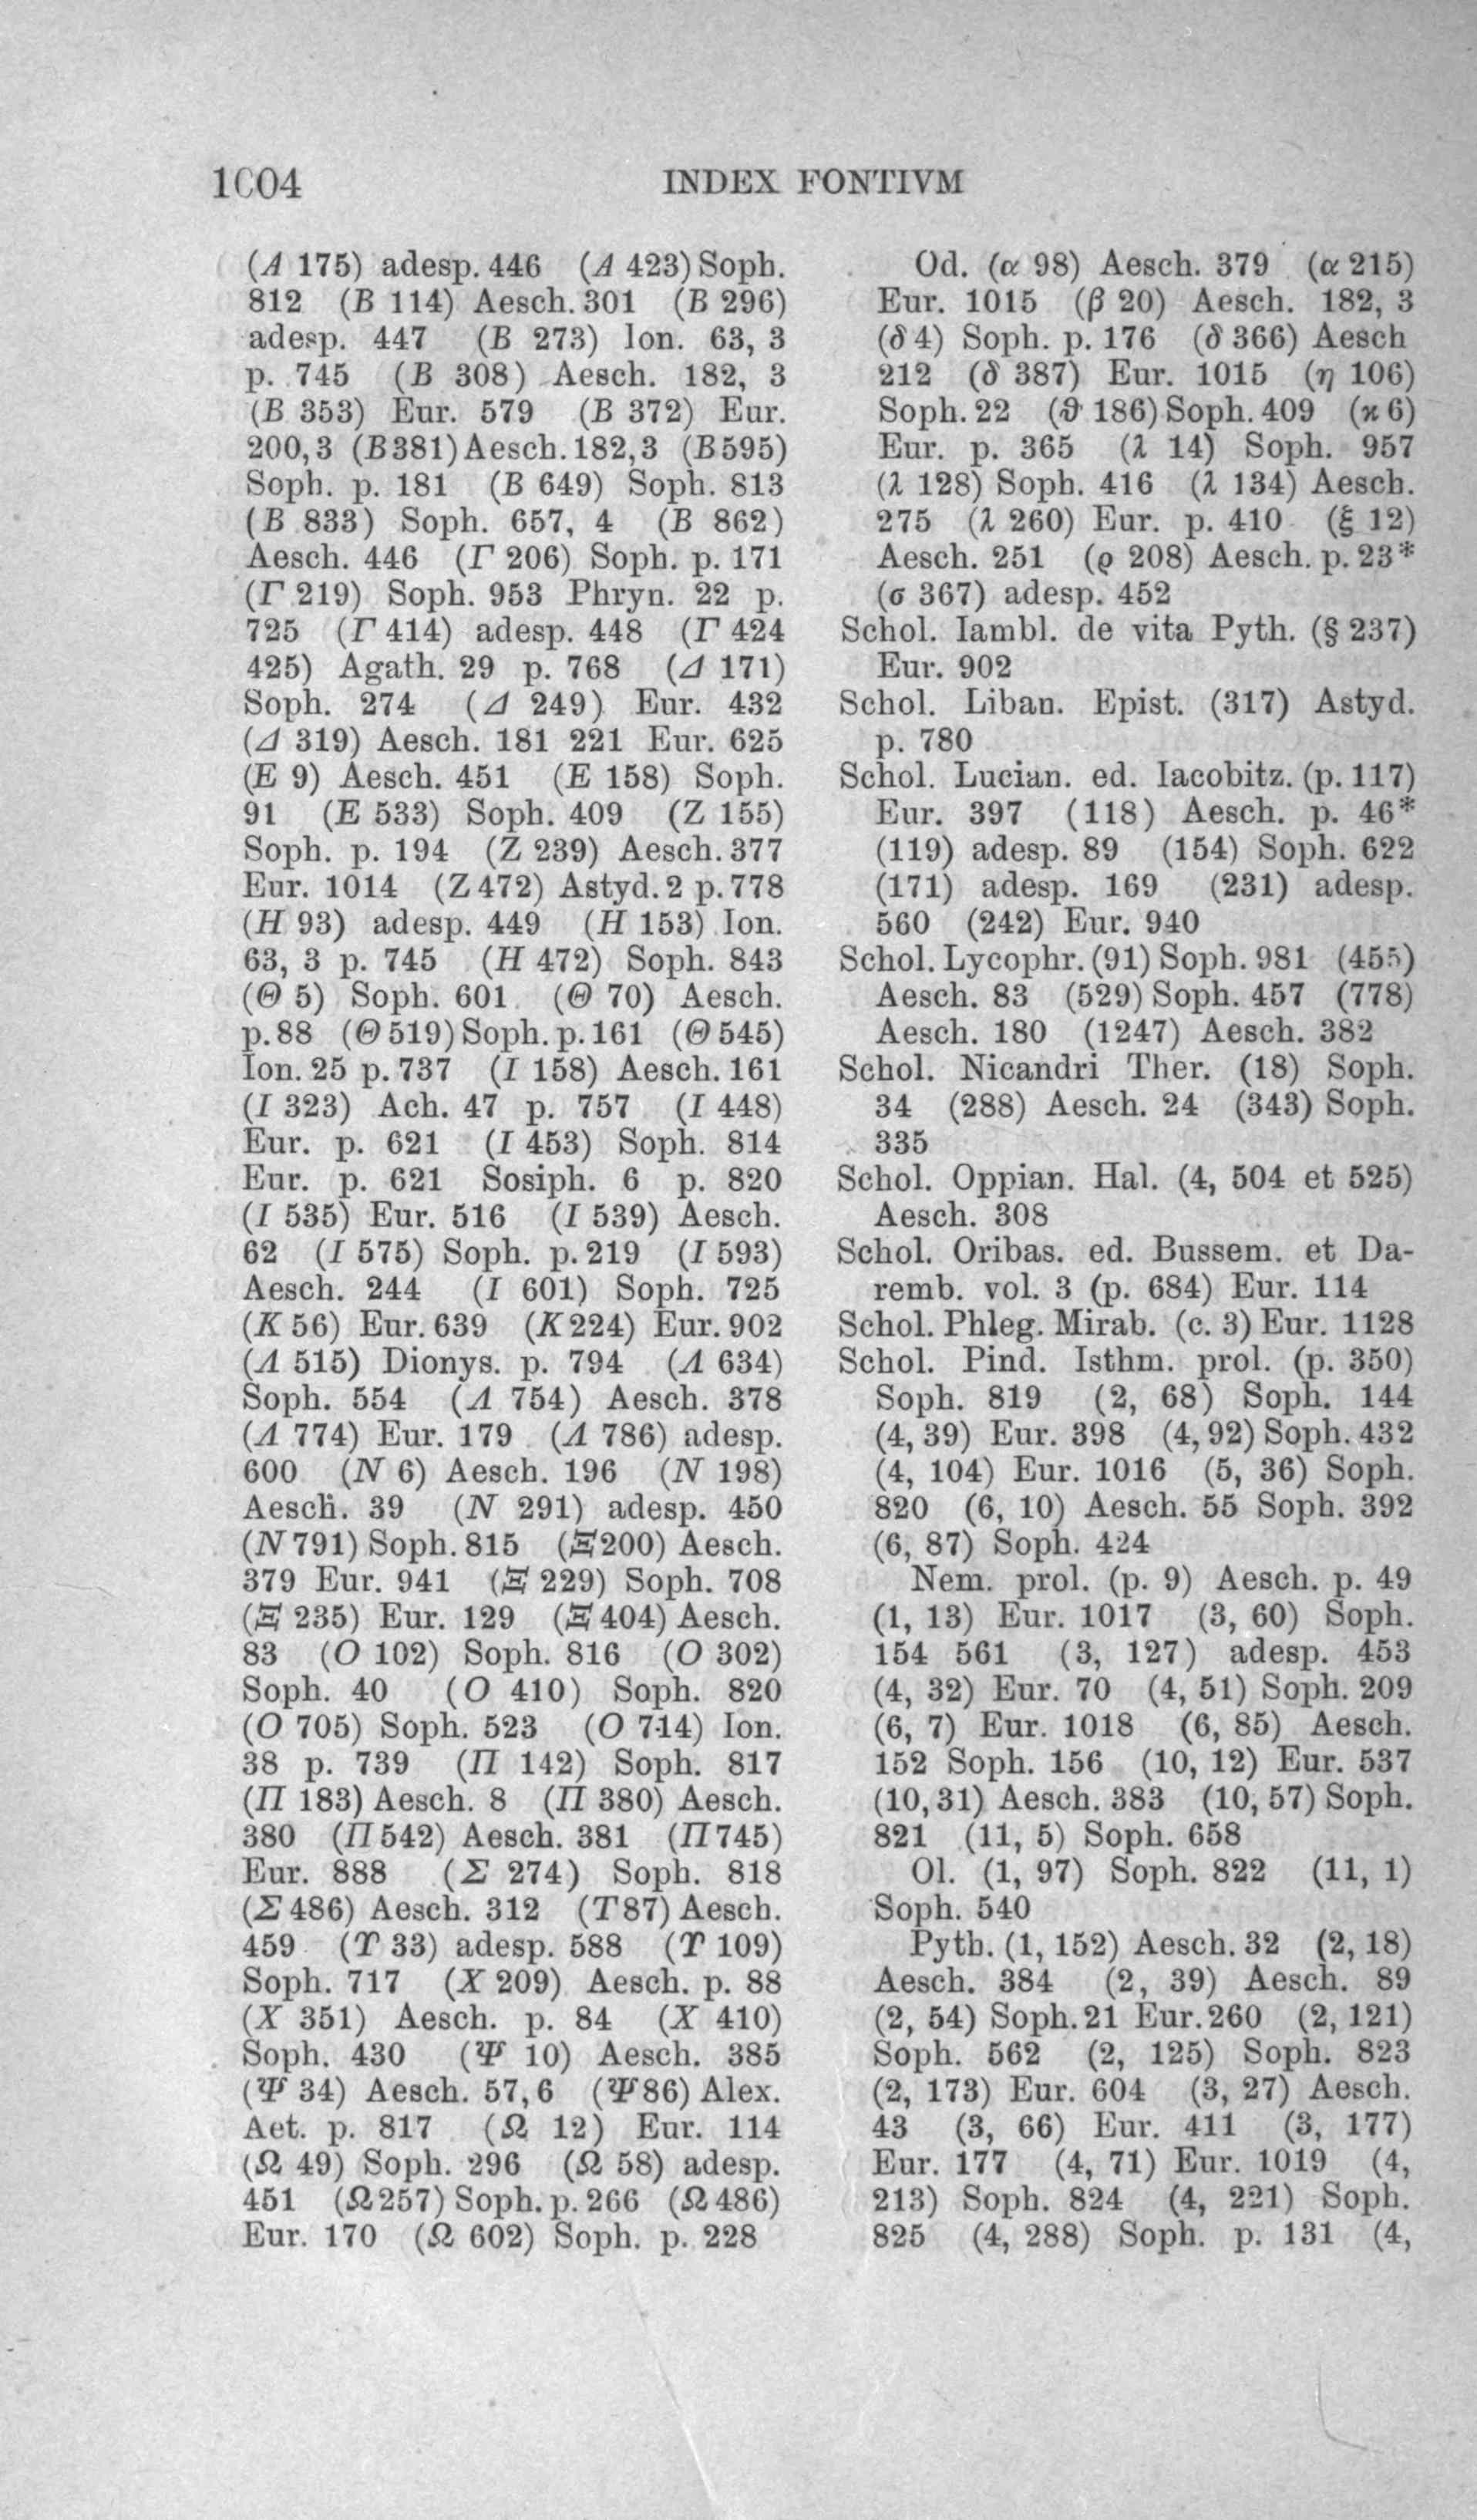 1004
INDEX FONTIVM
(Α 175) adesp. 446 (Α 423) Soph.
812 (Β 114) Aesch. 301 (Β 296)
adesp. 447 (Β 273) Ion. 63, 3
p. 745 (Β 308) Aesch. 182, 3
(Β 353) Eur. 579 (Β 372) Eur.
200, 3 (Β 381) Aesch. 182, 3 (Β 595)
Soph. p. 181 (Β 649) Soph. 813
(Β 833) Soph. 657, 4 (Β 862)
Aesch. 446 (Γ 206) Soph. p. 171
(Γ 219) Soph. 953 Phryn. 22 p.
725 (Γ 414) adesp. 448 (Γ 424
425) Agath. 29 p. 768 (Δ 171)
Soph. 274 (Δ 249) Eur. 432
(Δ 319) Aesch. 181 221 Eur. 625
(Ε 9) Aesch. 451 (Ε 158) Soph.
91 (Ε 533) Soph. 409 (Ζ 155)
Soph. p. 194 (Ζ 239) Aesch. 377
Eur. 1014 (Ζ 472) Astyd. 2 p. 778
(Η 93) adesp. 449 (Η 153) Ion.
63, 3 p. 745 (Η 472) Soph. 843
(Θ 5) Soph. 601 (Θ 70) Aesch.
p. 88 (Θ 519) Soph. p. 161 (Θ 545)
Ion. 25 p. 737 (Ι 158) Aesch. 161
(Ι 323) Ach. 47 p. 757 (Ι 448)
Eur. p. 621 (Ι 453) Soph. 814
Eur. p. 621 Sosiph. 6 p. 820
(Ι 535) Eur. 516 (Ι 539) Aesch.
62 (Ι 575) Soph. p. 219 (Ι 593)
Aesch. 244 (Ι 601) Soph. 725
(Κ 56) Eur. 639 (Κ 224) Eur. 902
(Λ 515) Dionys. p. 794 (Λ 634)
Soph. 554 (Λ 754) Aesch. 378
(Λ 774) Eur. 179 (Λ 786) adesp.
600 (Ν 6) Aesch. 196 (Ν 198)
Aesch. 39 (Ν 291) adesp. 450
(Ν 791) Soph. 815 (Ξ 200) Aesch.
379 Eur. 941 (Ξ 229) Soph. 708
(Ξ 235) Eur. 129 (Ξ 404) Aesch.
83 (Ο 102) Soph. 816 (Ο 302)
Soph. 40 (Ο 410) Soph. 820
(Ο 705) Soph. 523 (Ο 714) Ion.
38 p. 739 (Π 142) Soph. 817
(Π 183) Aesch. 8 (Π 380) Aesch.
380 (Π 542) Aesch. 381 (Π 745)
Eur. 888 (Σ 274) Soph. 818
(Σ 486) Aesch. 312 (Τ 87) Aesch.
459 (Υ 33) adesp. 588 (Υ 109)
Soph. 717 (Χ 209) Aesch. p. 88
(Χ 351) Aesch. p. 84 (Χ 410)
Soph. 430 (Ψ 10) Aesch. 385
(Ψ 34) Aesch. 57, 6 (Ψ 86) Alex.
Aet. p. 817 (Ω 12) Eur. 114
(Ω 49) Soph. 296 (Ω 58) adesp.
451 (Ω 257) Soph. p. 266 (Ω 486)
Eur. 170 (Ω 602) Soph. p. 228
Od. (α 98) Aesch. 379 (α 215)
Eur. 1015 (β 20) Aesch. 182, 3
(δ 4) Soph. p. 176 (δ 366) Aesch
212 (δ 387) Eur. 1015 (η 106)
Soph. 22 (ϑ 186) Soph. 409 (κ 6)
Eur. p. 365 (λ 14) Soph. 957
(λ 128) Soph. 416 (λ 134) Aesch.
275 (λ 260) Eur. p. 410 (ξ 12)
Aesch. 251 (ρ 208) Aesch. p. 23*
(σ 367) adesp. 452
Schol. Iambl. de vita Pyth. (§ 237)
Eur. 902
Schol. Liban. Epist. (317) Astyd.
p. 780
Schol. Lucian. ed. Iacobitz. (p. 117)
Eur. 397 (118) Aesch. p. 46*
(119) adesp. 89 (154) Soph. 622
(171) adesp. 169 (231) adesp.
560 (242) Eur. 940
Schol. Lycophr. (91) Soph. 981 (455)
Aesch. 83 (529) Soph. 457 (778)
Aesch. 180 (1247) Aesch. 382
Schol. Nicandri Ther. (18) Soph.
34 (288) Aesch. 24 (343) Soph.
335
Schol. Oppian. Hal. (4, 504 et 525)
Aesch. 308
Schol. Oribas. ed. Bussem. et Da-
remb. vol. 3 (p. 684) Eur. 114
Schol. Phleg. Mirab. (c. 3) Eur. 1128
Schol. Pind. Isthm. prol. (p. 350)
Soph. 819 (2, 68) Soph. 144
(4, 39) Eur. 398 (4, 92) Soph. 432
(4, 104) Eur. 1016 (5, 36) Soph.
820 (6, 10) Aesch. 55 Soph. 392
(6, 87) Soph. 424
Nem. prol. (p. 9) Aesch. p. 49
(1, 13) Eur. 1017 (3, 60) Soph.
154 561 (3, 127) adesp. 453
(4, 32) Eur. 70 (4, 51) Soph. 209
(6, 7) Eur. 1018 (6, 85) Aesch.
152 Soph. 156 (10, 12) Eur. 537
(10, 31) Aesch. 383 (10, 57) Soph.
821 (11, 5) Soph. 658
Ol. (1, 97) Soph. 822 (11, 1)
Soph. 540
Pyth. (1, 152) Aesch. 32 (2, 18)
Aesch. 384 (2, 39) Aesch. 89
(2, 54) Soph. 21 Eur. 260 (2, 121)
Soph. 562 (2, 125) Soph. 823
(2, 173) Eur. 604 (3, 27) Aesch.
43 (3, 66) Eur. 411 (3, 177)
Eur. 177 (4, 71) Eur. 1019 (4,
213) Soph. 824 (4, 221) Soph.
825 (4, 288) Soph. p. 131 (4,